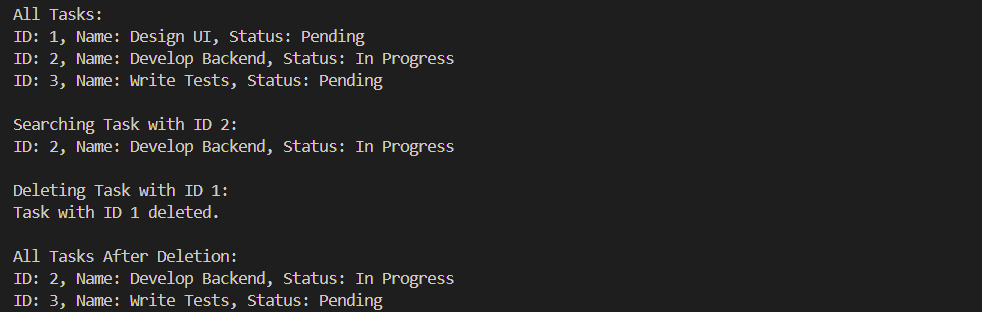 All Tasks:
ID: 1, Name: Design UI, Status: Pending
ID: 2, Name: Develop Backend, Status: In Progress
ID: 3, Name: Write Tests, Status: Pending
Searching Task with ID 2:
ID: 2, Name: Develop Backend, Status: In Progress
Deleting Task with ID 1:
Task with ID 1 deleted.
All Tasks After Deletion:
ID: 2, Name: Develop Backend, Status: In Progress
ID: 3, Name: Write Tests, Status: Pending